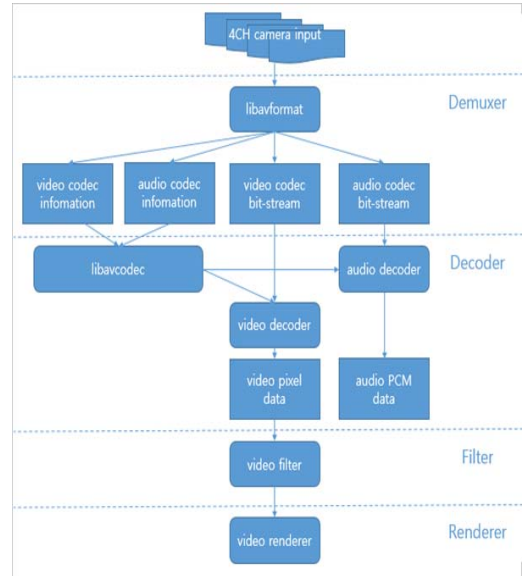 4CH camera input
Demuxer
libavformat
video codec
infomation
audio codec
infomation
video codec
bit-stream
audio codec
bit-stream
Decoder
libavcodec
audio decoder
video decoder
video pixel
data
audio PCM
data
Filter
video filter
Renderer
video renderer